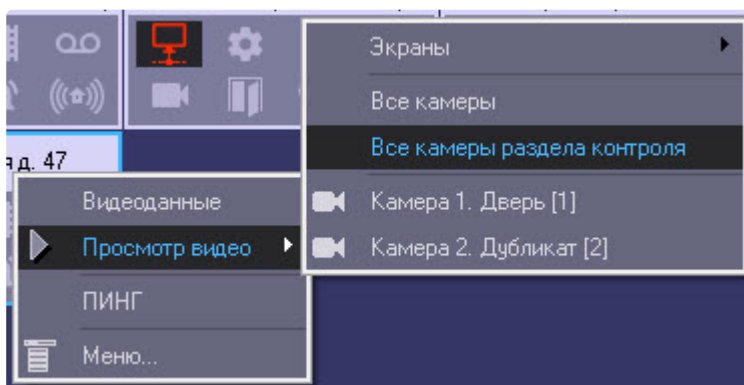 Экраны
Все камеры
Все камеры раздела контроля
Камера 1. Дверь [1]
Камера 2. Дубликат [2]
я д. 47
Видеоданные
Просмотр видео
ПИНГ
Меню...